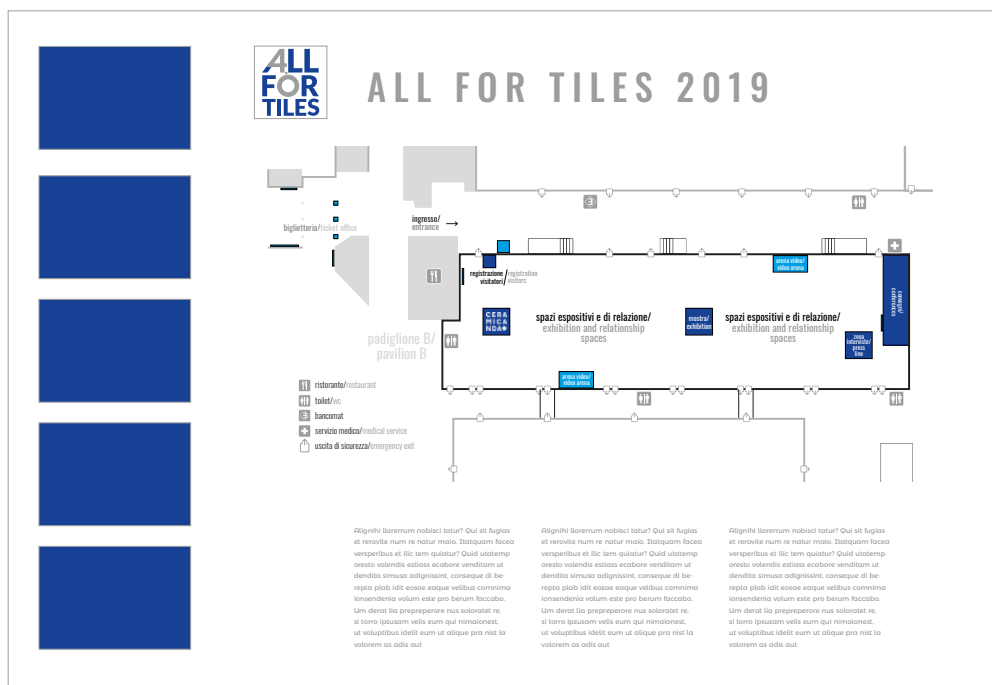 ALL
FOR
TILES
ALL FOR TILES 2019
biglietteria/ticket office
ingresso/
entrance
registrazione
visitatori/
registration
visitors
arena video/
video arena
convegni/
conferences
CERA
MICA
NDA
spazi espositivi e di relazione/
exhibition and relationship
spaces
mostra/
exhibition
spazi espositivi e di relazione/
exhibition and relationship
spaces
zona
interviste/
press
line
padiglione B/
pavilion B
arena video/
video arena
ristorante/restaurant
toilet/wc
bancomat
servizio medico/medical service
uscita di sicurezza/emergency exit
Alignihi llorerrum nobisci tatur? Qui sit fugias
et rerovite num re natur maio. Itatquam facea
versperibus et ilic tem quiatur? Quid utatemp
oresto volendis estiass ecabore venditam ut
dendita simusa adignissint, conseque di be-
repta plab idit eosae eaque velibus comnima
ionsendenia volum este pro berum faccabo.
Um derat lia prepreperore nus soloratet re,
si torro ipsusam velis eum qui nimaionest,
ut voluptibus idelit eum ut alique pra nist la
volorem as adis aut
Alignihi llorerrum nobisci tatur? Qui sit fugias
et rerovite num re natur maio. Itatquam facea
versperibus et ilic tem quiatur? Quid utatemp
oresto volendis estiass ecabore venditam ut
dendita simusa adignissint, conseque di be-
repta plab idit eosae eaque velibus comnima
ionsendenia volum este pro berum faccabo.
Um derat lia prepreperore nus soloratet re,
si torro ipsusam velis eum qui nimaionest,
ut voluptibus idelit eum ut alique pra nist la
volorem as adis aut
Alignihi llorerrum nobisci tatur? Qui sit fugias
et rerovite num re natur maio. Itatquam facea
versperibus et ilic tem quiatur? Quid utatemp
oresto volendis estiass ecabore venditam ut
dendita simusa adignissint, conseque di be-
repta plab idit eosae eaque velibus comnima
ionsendenia volum este pro berum faccabo.
Um derat lia prepreperore nus soloratet re,
si torro ipsusam velis eum qui nimaionest,
ut voluptibus idelit eum ut alique pra nist la
volorem as adis aut